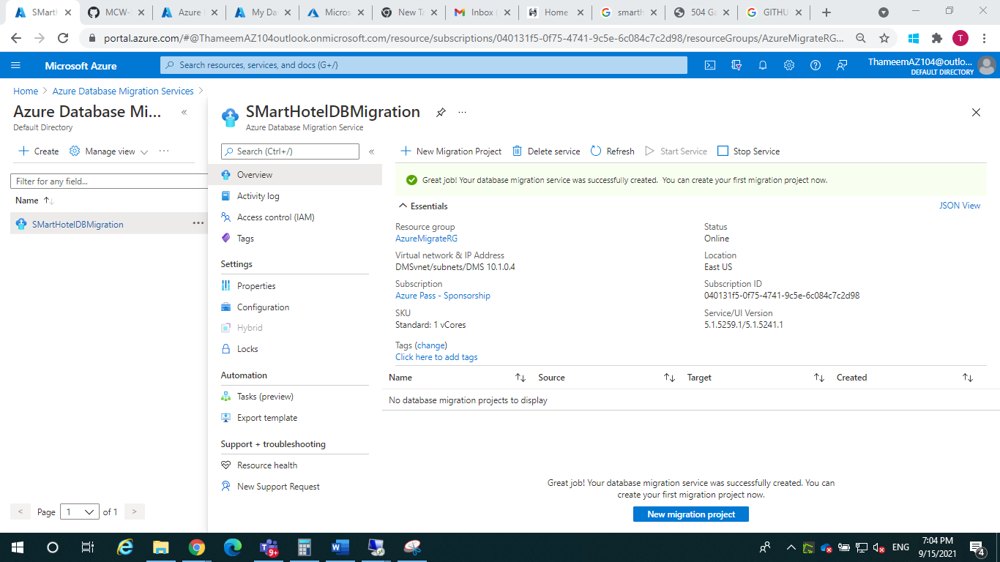 SMartH
MCW-
Azure
My Da
Micros
New Ta
Inbox (
Home
smarth
504 Ga
GITHU
portal.azure.com/#@ThameemAZ104outlook.onmicrosoft.com/resource/subscriptions/040131f5-0f75-4741-9c5e-6c084c7c2d98/resourceGroups/AzureMigrateRG...
T
Microsoft Azure
Search resources, services, and docs (G+/)
ThameemAZ104@outlo...
DEFAULT DIRECTORY
Home > Azure Database Migration Services >
Azure Database Mi...
Default Directory
+ Create
Manage view
Filter for any field...
Name
SMartHotelDBMigration
Page 1 of 1
SMartHotelDBMigration
Azure Database Migration Service
Search (Ctrl+/)
Overview
Activity log
Access control (IAM)
Tags
Settings
Properties
Configuration
Hybrid
Locks
Automation
Tasks (preview)
Export template
Support + troubleshooting
Resource health
New Support Request
+ New Migration Project
Delete service
Refresh
Start Service
Stop Service
Great job! Your database migration service was successfully created. You can create your first migration project now.
Essentials
JSON View
Resource group
AzureMigrateRG
Virtual network & IP Address
DMSvnet/subnets/DMS 10.1.0.4
Subscription
Azure Pass - Sponsorship
SKU
Standard: 1 vCores
Status
Online
Location
East US
Subscription ID
040131f5-0f75-4741-9c5e-6c084c7c2d98
Service/UI Version
5.1.5259.1/5.1.5241.1
Tags (change)
Click here to add tags
Name
Source
Target
Created
No database migration projects to display
Great job! Your database migration service was successfully created. You can
create your first migration project now.
New migration project
9+
ENG
7:04 PM
9/15/2021
4